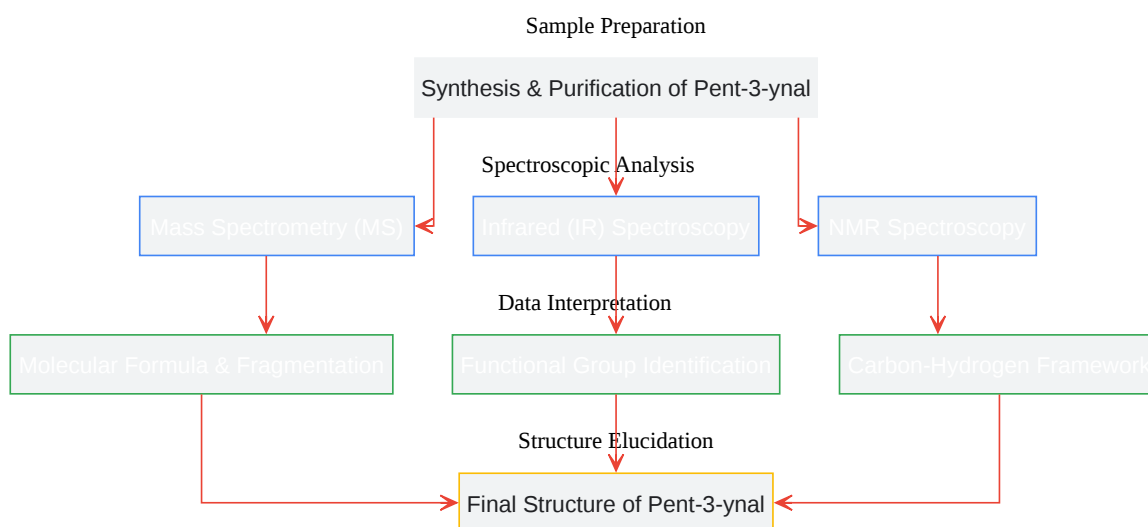 Sample Preparation
Synthesis & Purification of Pent-3-ynal
Spectroscopic Analysis
Mass Spectrometry (MS)
Infrared (IR) Spectroscopy
NMR Spectroscopy
Data Interpretation
Molecular Formula & Fragmentation
Functional Group Identification
Carbon-Hydrogen Framework
Structure Elucidation
Final Structure of Pent-3-ynal